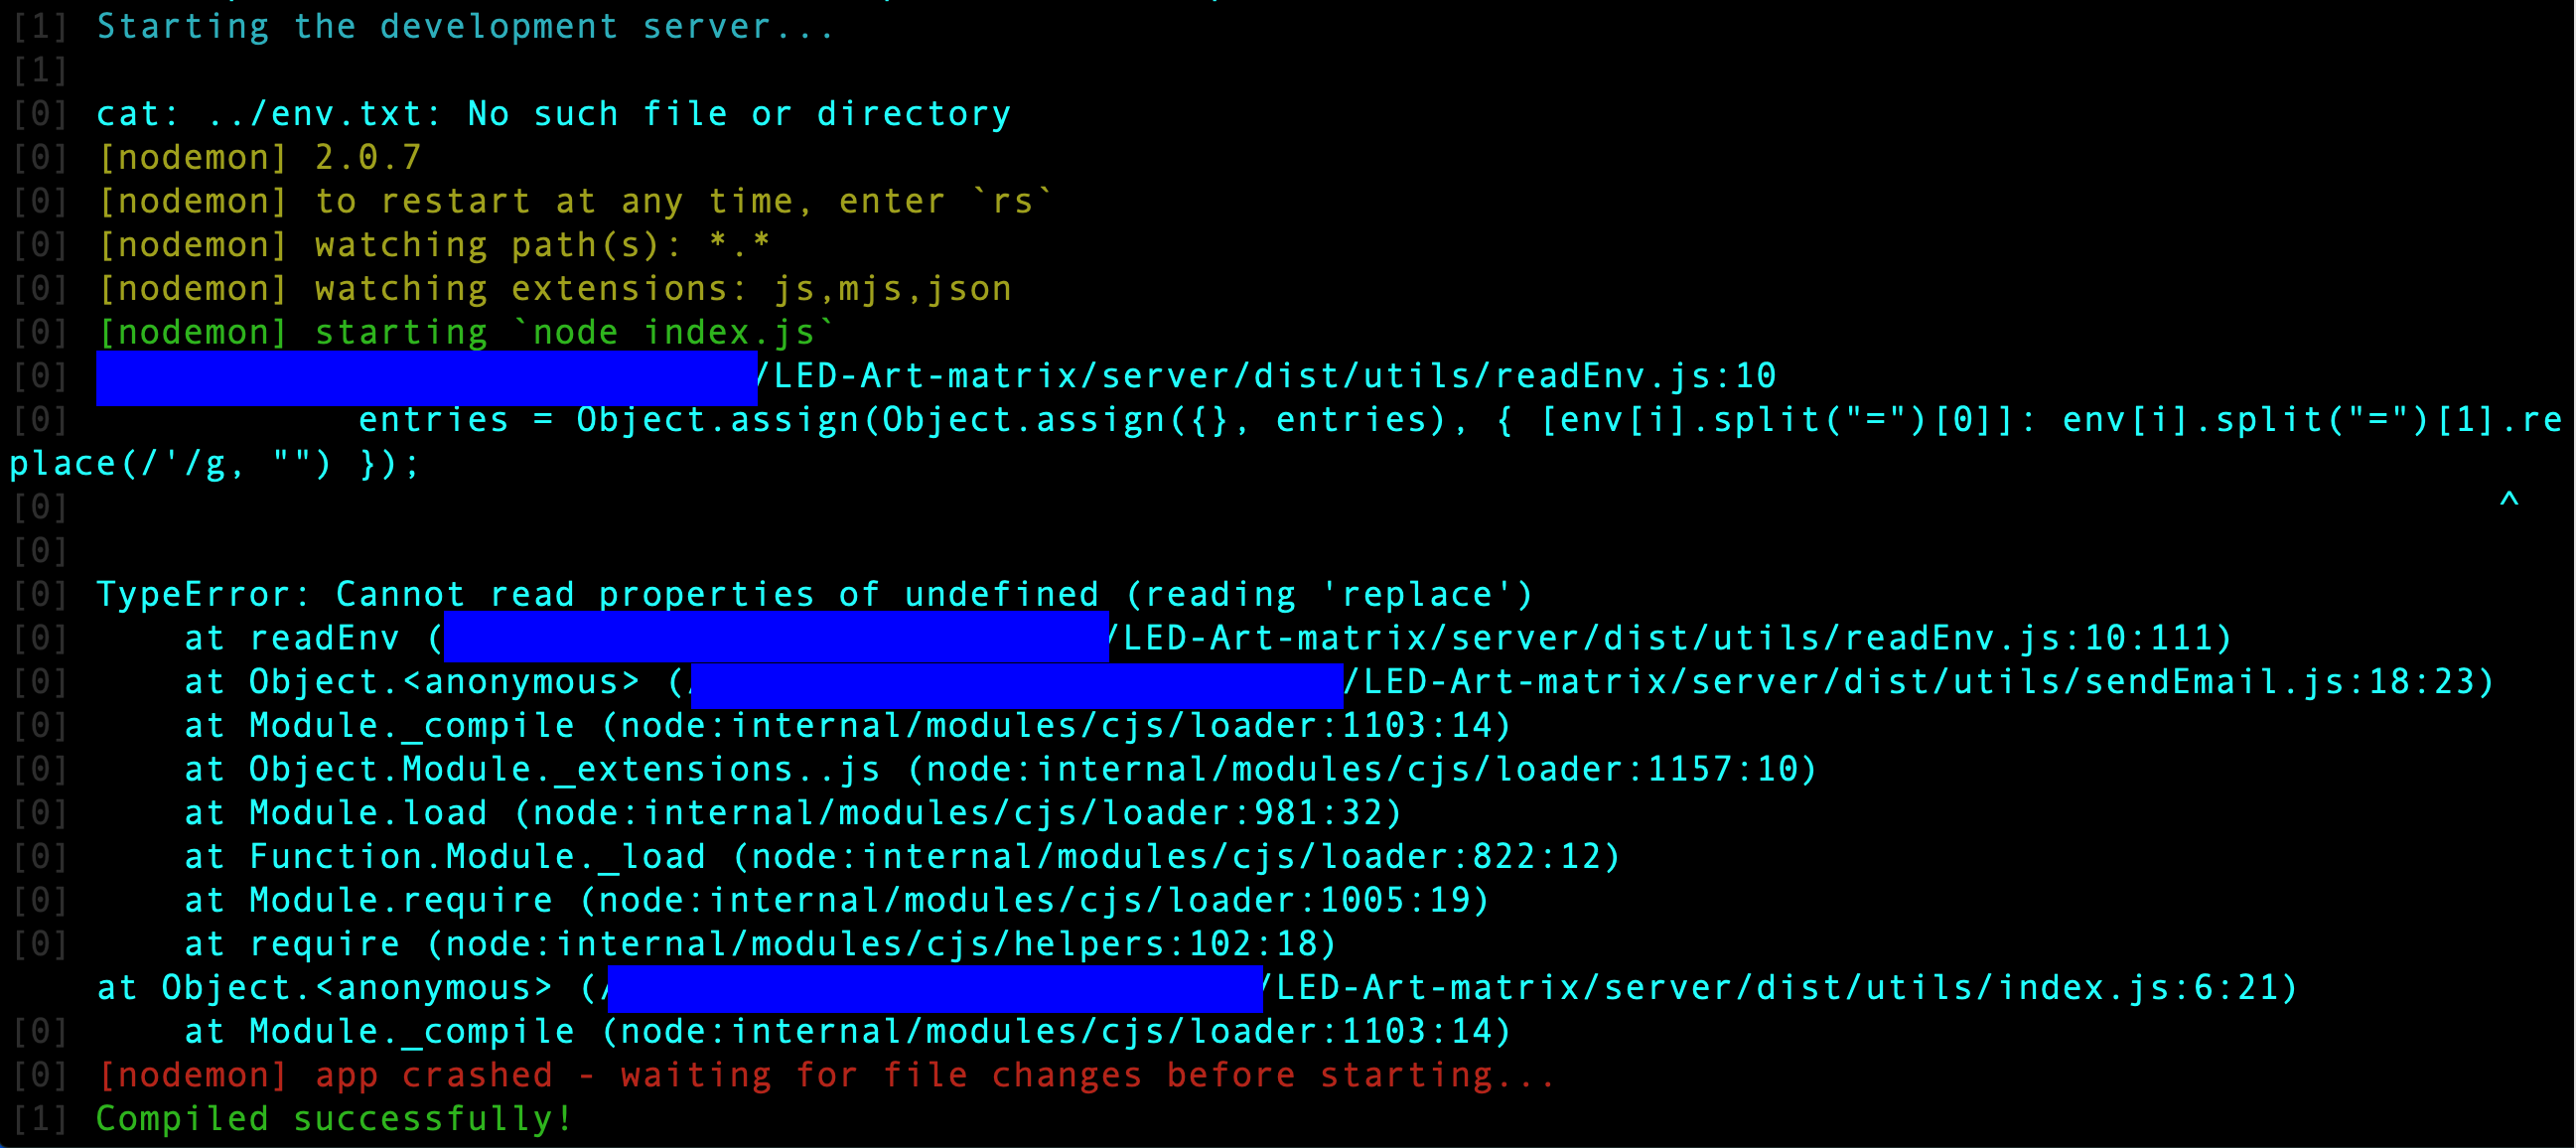 [1] Starting the development server...
[1]
[0] cat: ../env.txt: No such file or directory
[0] [nodemon] 2.0.7
[0] [nodemon] to restart at any time, enter `rs`
[0] [nodemon] watching path(s): *.*
[0] [nodemon] watching extensions: js,mjs,json
[0] [nodemon] starting `node index.js`
[0] /LED-Art-matrix/server/dist/utils/readEnv.js:10
[0]             entries = Object.assign(Object.assign({}, entries), { [env[i].split("=")[0]]: env[i].split("=")[1].re
place(/'/g, "") });
[0]                                                                                                               ^
[0]
[0] TypeError: Cannot read properties of undefined (reading 'replace')
[0]     at readEnv (/LED-Art-matrix/server/dist/utils/readEnv.js:10:111)
[0]     at Object.<anonymous> (/LED-Art-matrix/server/dist/utils/sendEmail.js:18:23)
[0]     at Module._compile (node:internal/modules/cjs/loader:1103:14)
[0]     at Object.Module._extensions..js (node:internal/modules/cjs/loader:1157:10)
[0]     at Module.load (node:internal/modules/cjs/loader:981:32)
[0]     at Function.Module._load (node:internal/modules/cjs/loader:822:12)
[0]     at Module.require (node:internal/modules/cjs/loader:1005:19)
[0]     at require (node:internal/modules/cjs/helpers:102:18)
    at Object.<anonymous> (/LED-Art-matrix/server/dist/utils/index.js:6:21)
[0]     at Module._compile (node:internal/modules/cjs/loader:1103:14)
[0] [nodemon] app crashed - waiting for file changes before starting...
[1] Compiled successfully!